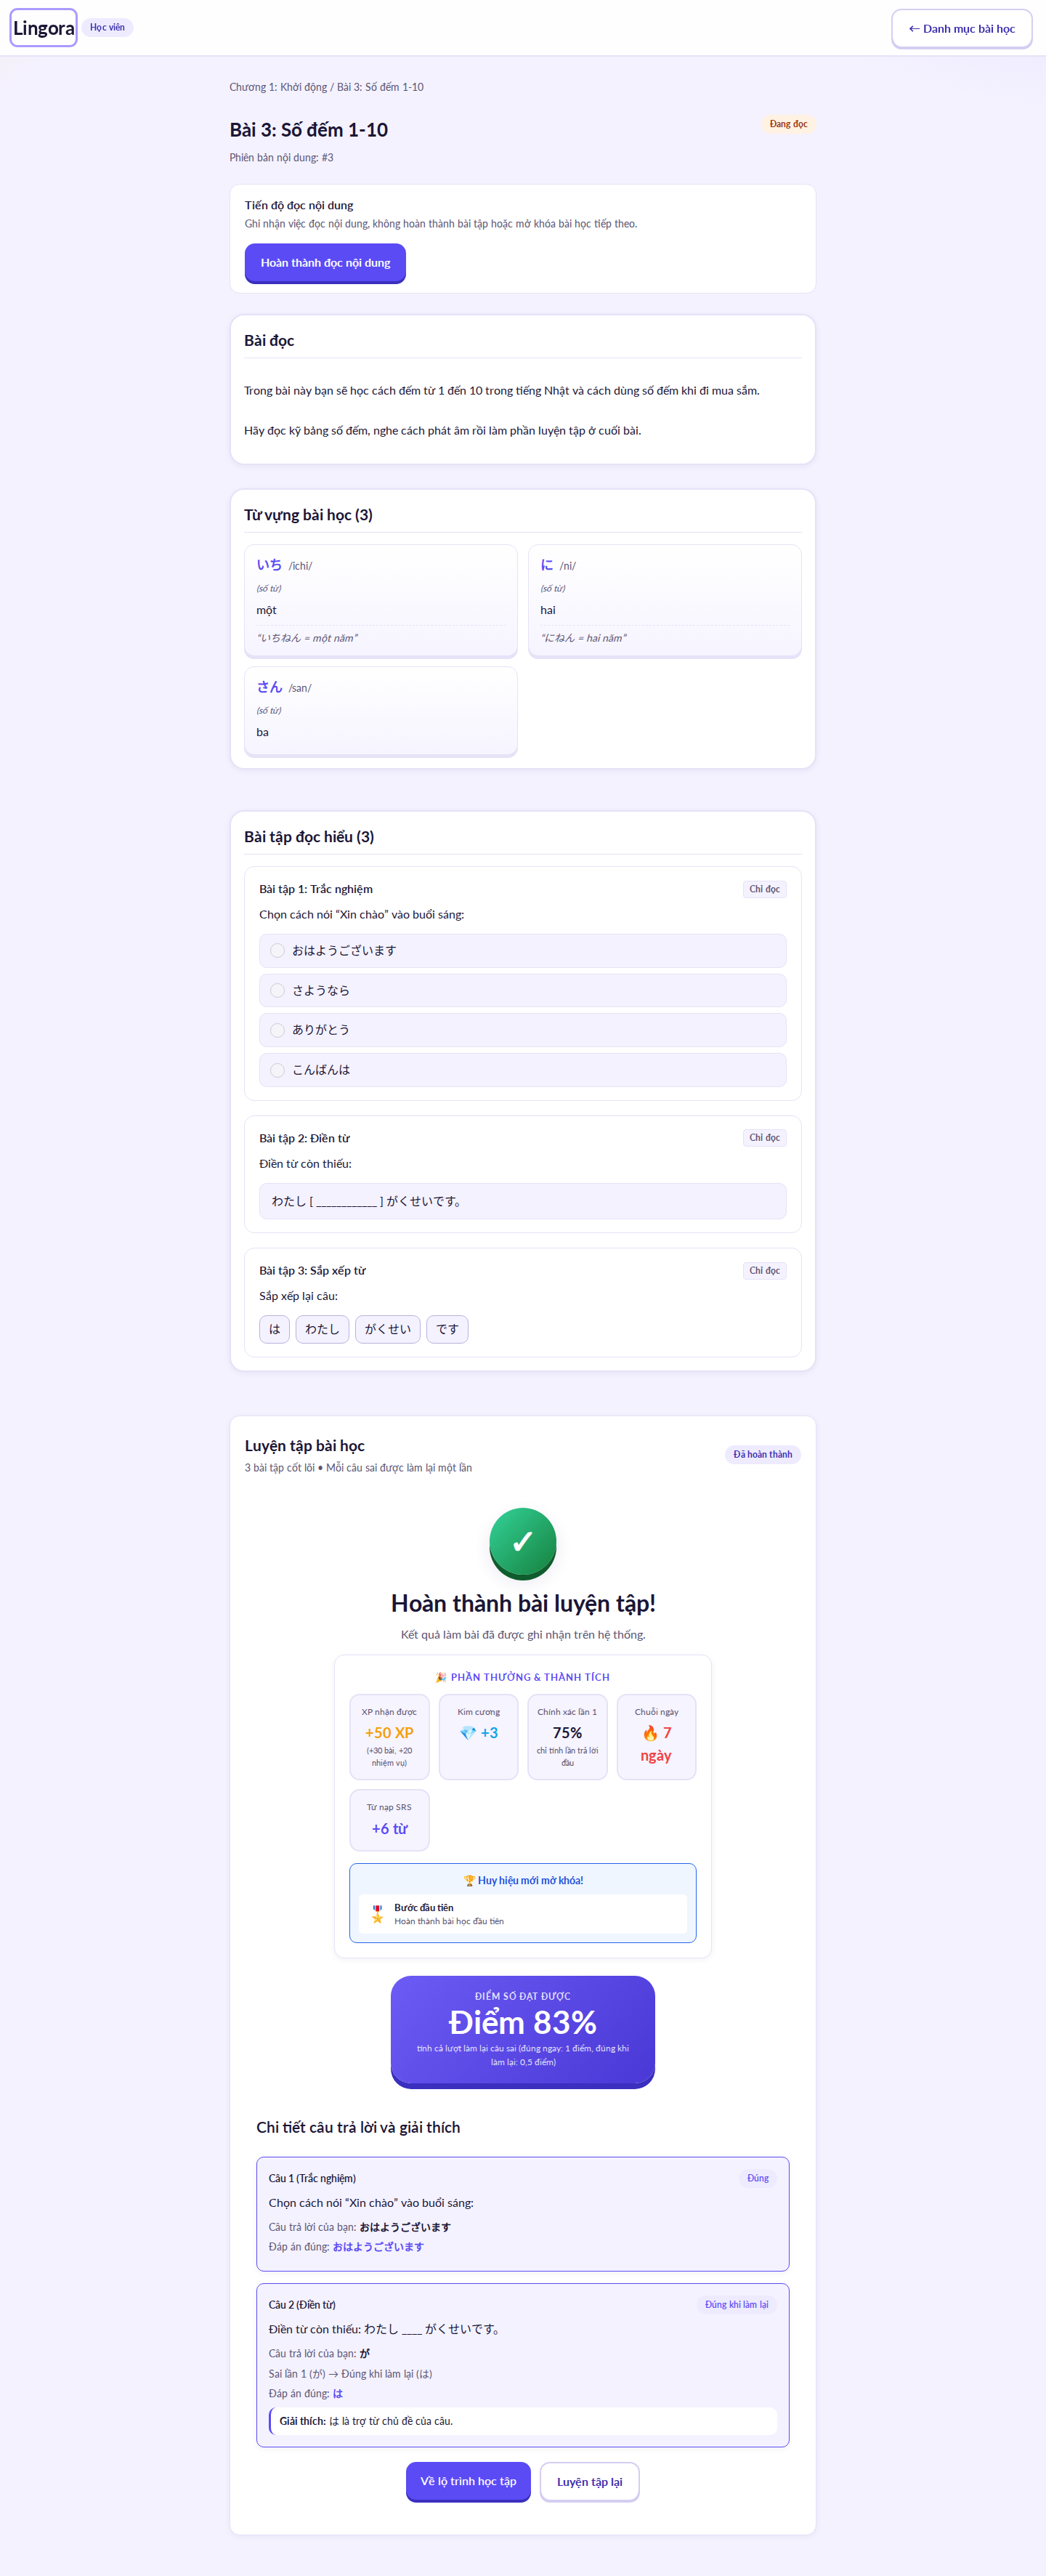 Lingora
Học viên
← Danh mục bài học
Chương 1: Khởi động / Bài 3: Số đếm 1-10
Bài 3: Số đếm 1-10
Đang đọc
Phiên bản nội dung: #3
Tiến độ đọc nội dung
Ghi nhận việc đọc nội dung, không hoàn thành bài tập hoặc mở khóa bài học tiếp theo.
Hoàn thành đọc nội dung
Bài đọc
Trong bài này bạn sẽ học cách đếm từ 1 đến 10 trong tiếng Nhật và cách dùng số đếm khi đi mua sắm.
Hãy đọc kỹ bảng số đếm, nghe cách phát âm rồi làm phần luyện tập ở cuối bài.
Từ vựng bài học (3)
いち /ichi/
(số từ)
một
“いちねん = một năm”
に /ni/
(số từ)
hai
“にねん = hai năm”
さん /san/
(số từ)
ba
Bài tập đọc hiểu (3)
Bài tập 1: Trắc nghiệm
Chỉ đọc
Chọn cách nói “Xin chào” vào buổi sáng:
おはようございます
さようなら
ありがとう
こんばんは
Bài tập 2: Điền từ
Chỉ đọc
Điền từ còn thiếu:
わたし [ ____________ ] がくせいです。
Bài tập 3: Sắp xếp từ
Chỉ đọc
Sắp xếp lại câu:
は わたし がくせい です
Luyện tập bài học
3 bài tập cốt lõi • Mỗi câu sai được làm lại một lần
Đã hoàn thành
✓
Hoàn thành bài luyện tập!
Kết quả làm bài đã được ghi nhận trên hệ thống.
🎉 PHẦN THƯỞNG & THÀNH TÍCH
XP nhận được
+50 XP
(+30 bài, +20
nhiệm vụ)
Kim cương
💎 +3
Chính xác lần 1
75%
chỉ tính lần trả lời
đầu
Chuỗi ngày
🔥 7
ngày
Từ nạp SRS
+6 từ
🏆 Huy hiệu mới mở khóa!
🎖️ Bước đầu tiên
Hoàn thành bài học đầu tiên
ĐIỂM SỐ ĐẠT ĐƯỢC
Điểm 83%
tính cả lượt làm lại câu sai (đúng ngay: 1 điểm, đúng khi
làm lại: 0,5 điểm)
Chi tiết câu trả lời và giải thích
Câu 1 (Trắc nghiệm)
Đúng
Chọn cách nói “Xin chào” vào buổi sáng:
Câu trả lời của bạn: おはようございます
Đáp án đúng: おはようございます
Câu 2 (Điền từ)
Đúng khi làm lại
Điền từ còn thiếu: わたし ____ がくせいです。
Câu trả lời của bạn: が
Sai lần 1 (が) → Đúng khi làm lại (は)
Đáp án đúng: は
Giải thích: は là trợ từ chủ đề của câu.
Về lộ trình học tập
Luyện tập lại